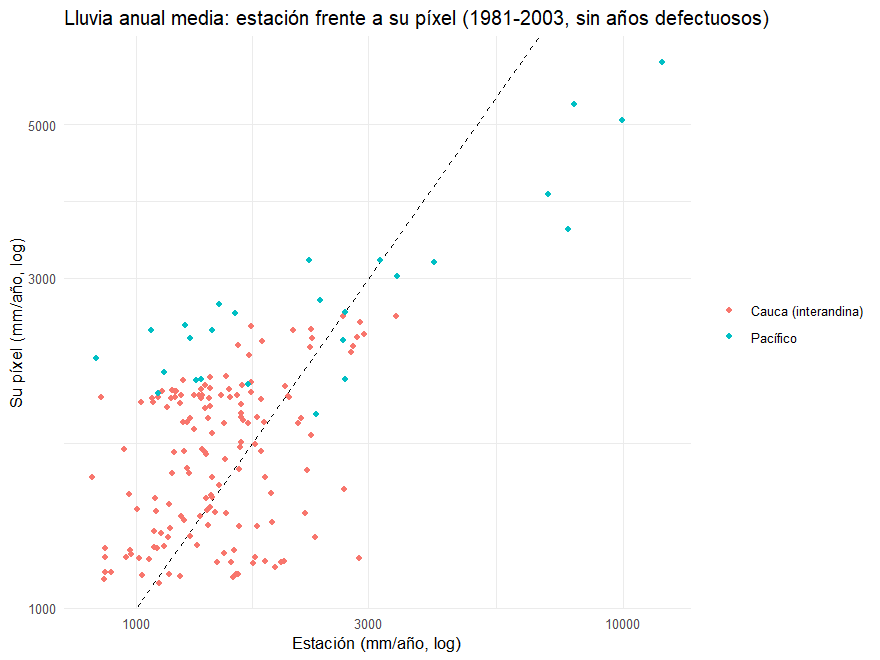 Lluvia anual media: estación frente a su píxel (1981-2003, sin años defectuosos)
Su píxel (mm/año, log)
5000
3000
1000
1000
3000
10000
Estación (mm/año, log)
Cauca (interandina)
Pacífico